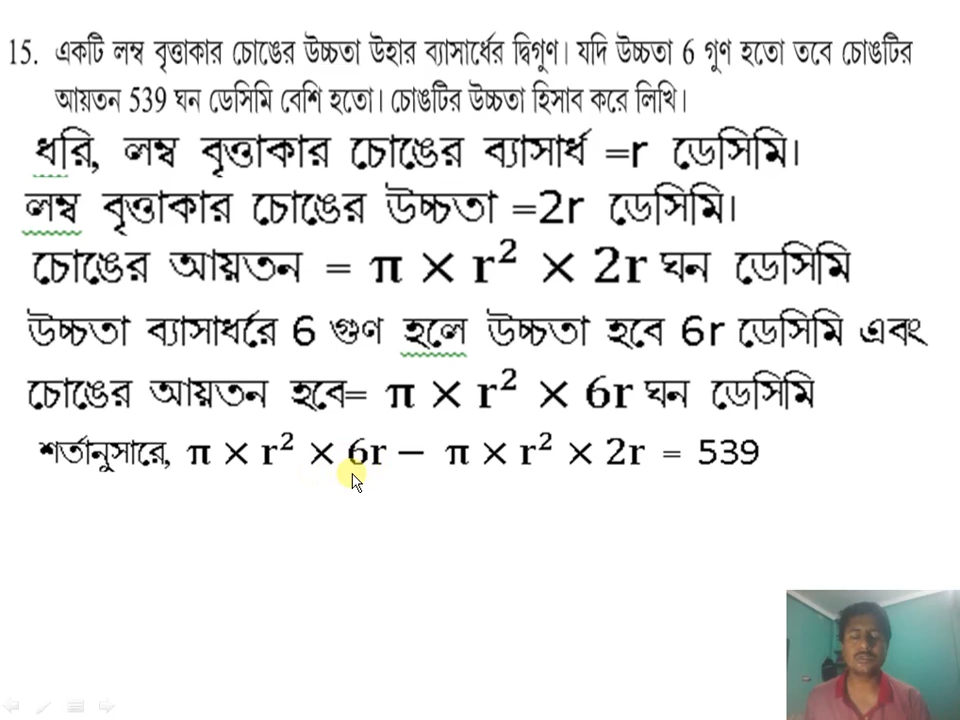 15. একটি লম্ব বৃত্তাকার চোঙের উচ্চতা উহার ব্যাসার্ধের দ্বিগুণ। যদি উচ্চতা 6 গুণ হতো তবে চোঙটির
আয়তন 539 ঘন ডেসিমি বেশি হতো। চোঙটির উচ্চতা হিসাব করে লিখি।
ধরি, লম্ব বৃত্তাকার চোঙের ব্যাসার্ধ =r ডেসিমি।
লম্ব বৃত্তাকার চোঙের উচ্চতা =2r ডেসিমি।
চোঙের আয়তন = π × r² × 2r ঘন ডেসিমি
উচ্চতা ব্যাসার্ধরে 6 গুণ হলে উচ্চতা হবে 6r ডেসিমি এবং
চোঙের আয়তন হবে= π × r² × 6r ঘন ডেসিমি
শর্তানুসারে, π × r² × 6r − π × r² × 2r = 539